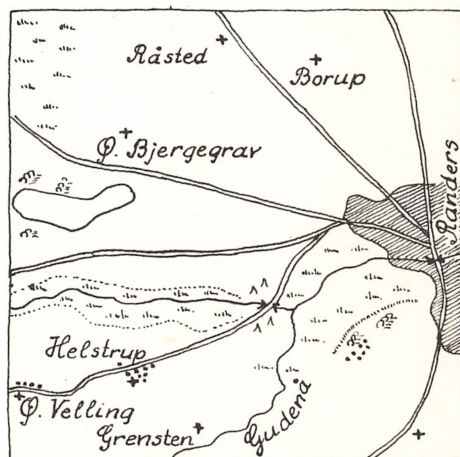 Råsted
Borup
Ø. Bjergegrav
Randers
Helstrup
Ø. Velling
Grensten
Gudenå